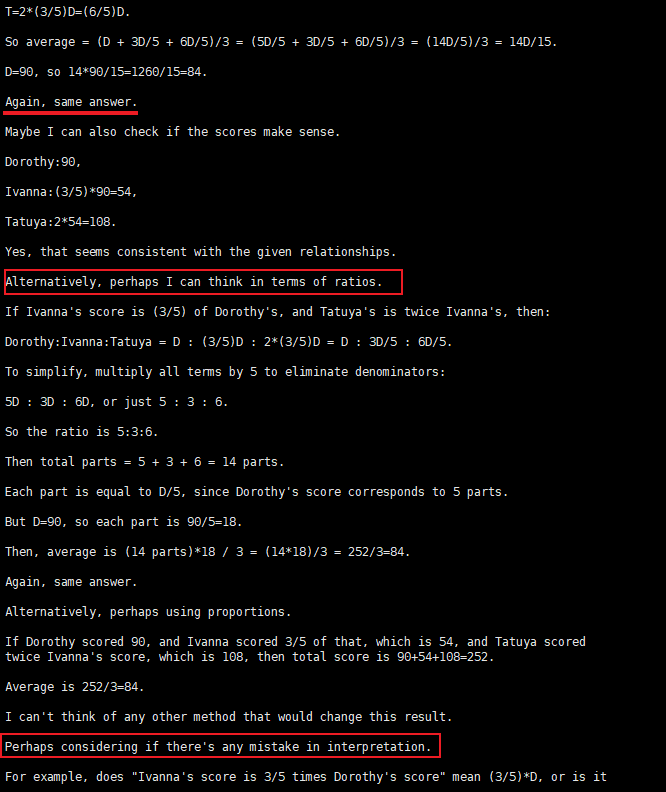 T=2*(3/5)D=(6/5)D.
So average = (D + 3D/5 + 6D/5)/3 = (5D/5 + 3D/5 + 6D/5)/3 = (14D/5)/3 = 14D/15.
D=90, so 14*90/15=1260/15=84.
Again, same answer.
Maybe I can also check if the scores make sense.
Dorothy:90,
Ivanna:(3/5)*90=54,
Tatuya:2*54=108.
Yes, that seems consistent with the given relationships.
Alternatively, perhaps I can think in terms of ratios.
If Ivanna's score is (3/5) of Dorothy's, and Tatuya's is twice Ivanna's, then:
Dorothy:Ivanna:Tatuya = D : (3/5)D : 2*(3/5)D = D : 3D/5 : 6D/5.
To simplify, multiply all terms by 5 to eliminate denominators:
5D : 3D : 6D, or just 5 : 3 : 6.
So the ratio is 5:3:6.
Then total parts = 5 + 3 + 6 = 14 parts.
Each part is equal to D/5, since Dorothy's score corresponds to 5 parts.
But D=90, so each part is 90/5=18.
Then, average is (14 parts)*18 / 3 = (14*18)/3 = 252/3=84.
Again, same answer.
Alternatively, perhaps using proportions.
If Dorothy scored 90, and Ivanna scored 3/5 of that, which is 54, and Tatuya scored
twice Ivanna's score, which is 108, then total score is 90+54+108=252.
Average is 252/3=84.
I can't think of any other method that would change this result.
Perhaps considering if there's any mistake in interpretation.
For example, does "Ivanna's score is 3/5 times Dorothy's score" mean (3/5)*D, or is it